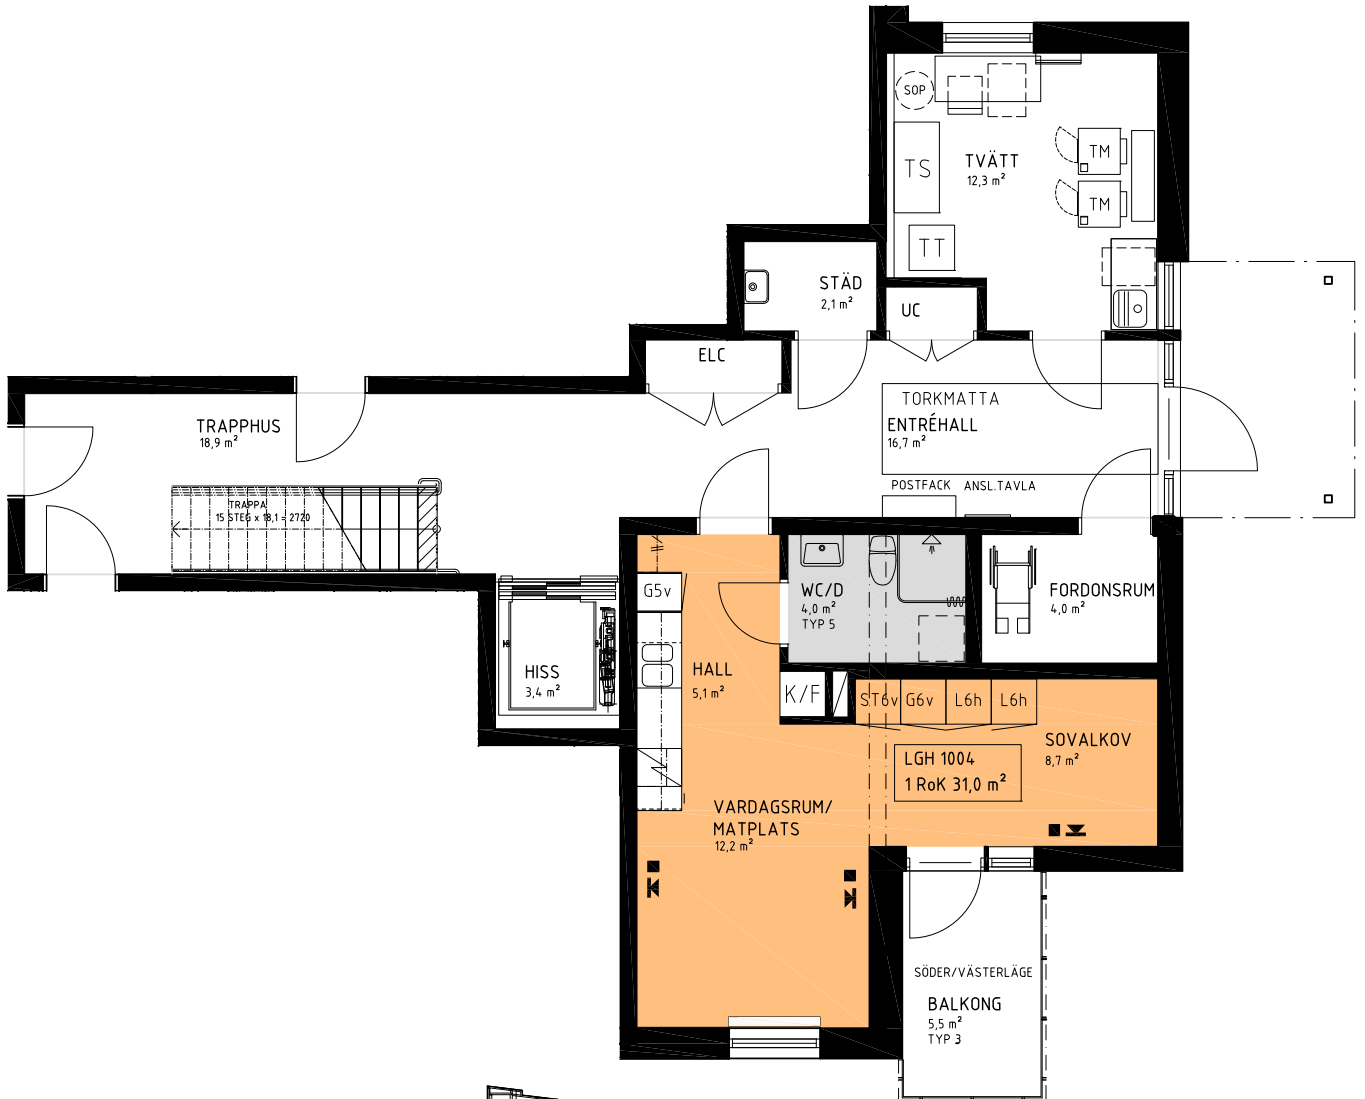 SOP
TS
TVÄTT
12,3 m²
TM
TM
TT
STÄD
2,1 m²
UC
ELC
TORKMATTA
ENTRÉHALL
16,7 m²
TRAPPHUS
18,9 m²
POSTFACK ANSL.TAVLA
TRAPPA
15 STEG x 18,1 = 2720
G5v
WC/D
4,0 m²
TYP 5
FORDONSRUM
4,0 m²
HISS
3,4 m²
HALL
5,1 m²
K/F
ST6v G6v L6h L6h
SOVALKOV
8,7 m²
LGH 1004
1 RoK 31,0 m²
VARDAGSRUM/
MATPLATS
12,2 m²
SÖDER/VÄSTERLÄGE
BALKONG
5,5 m²
TYP 3